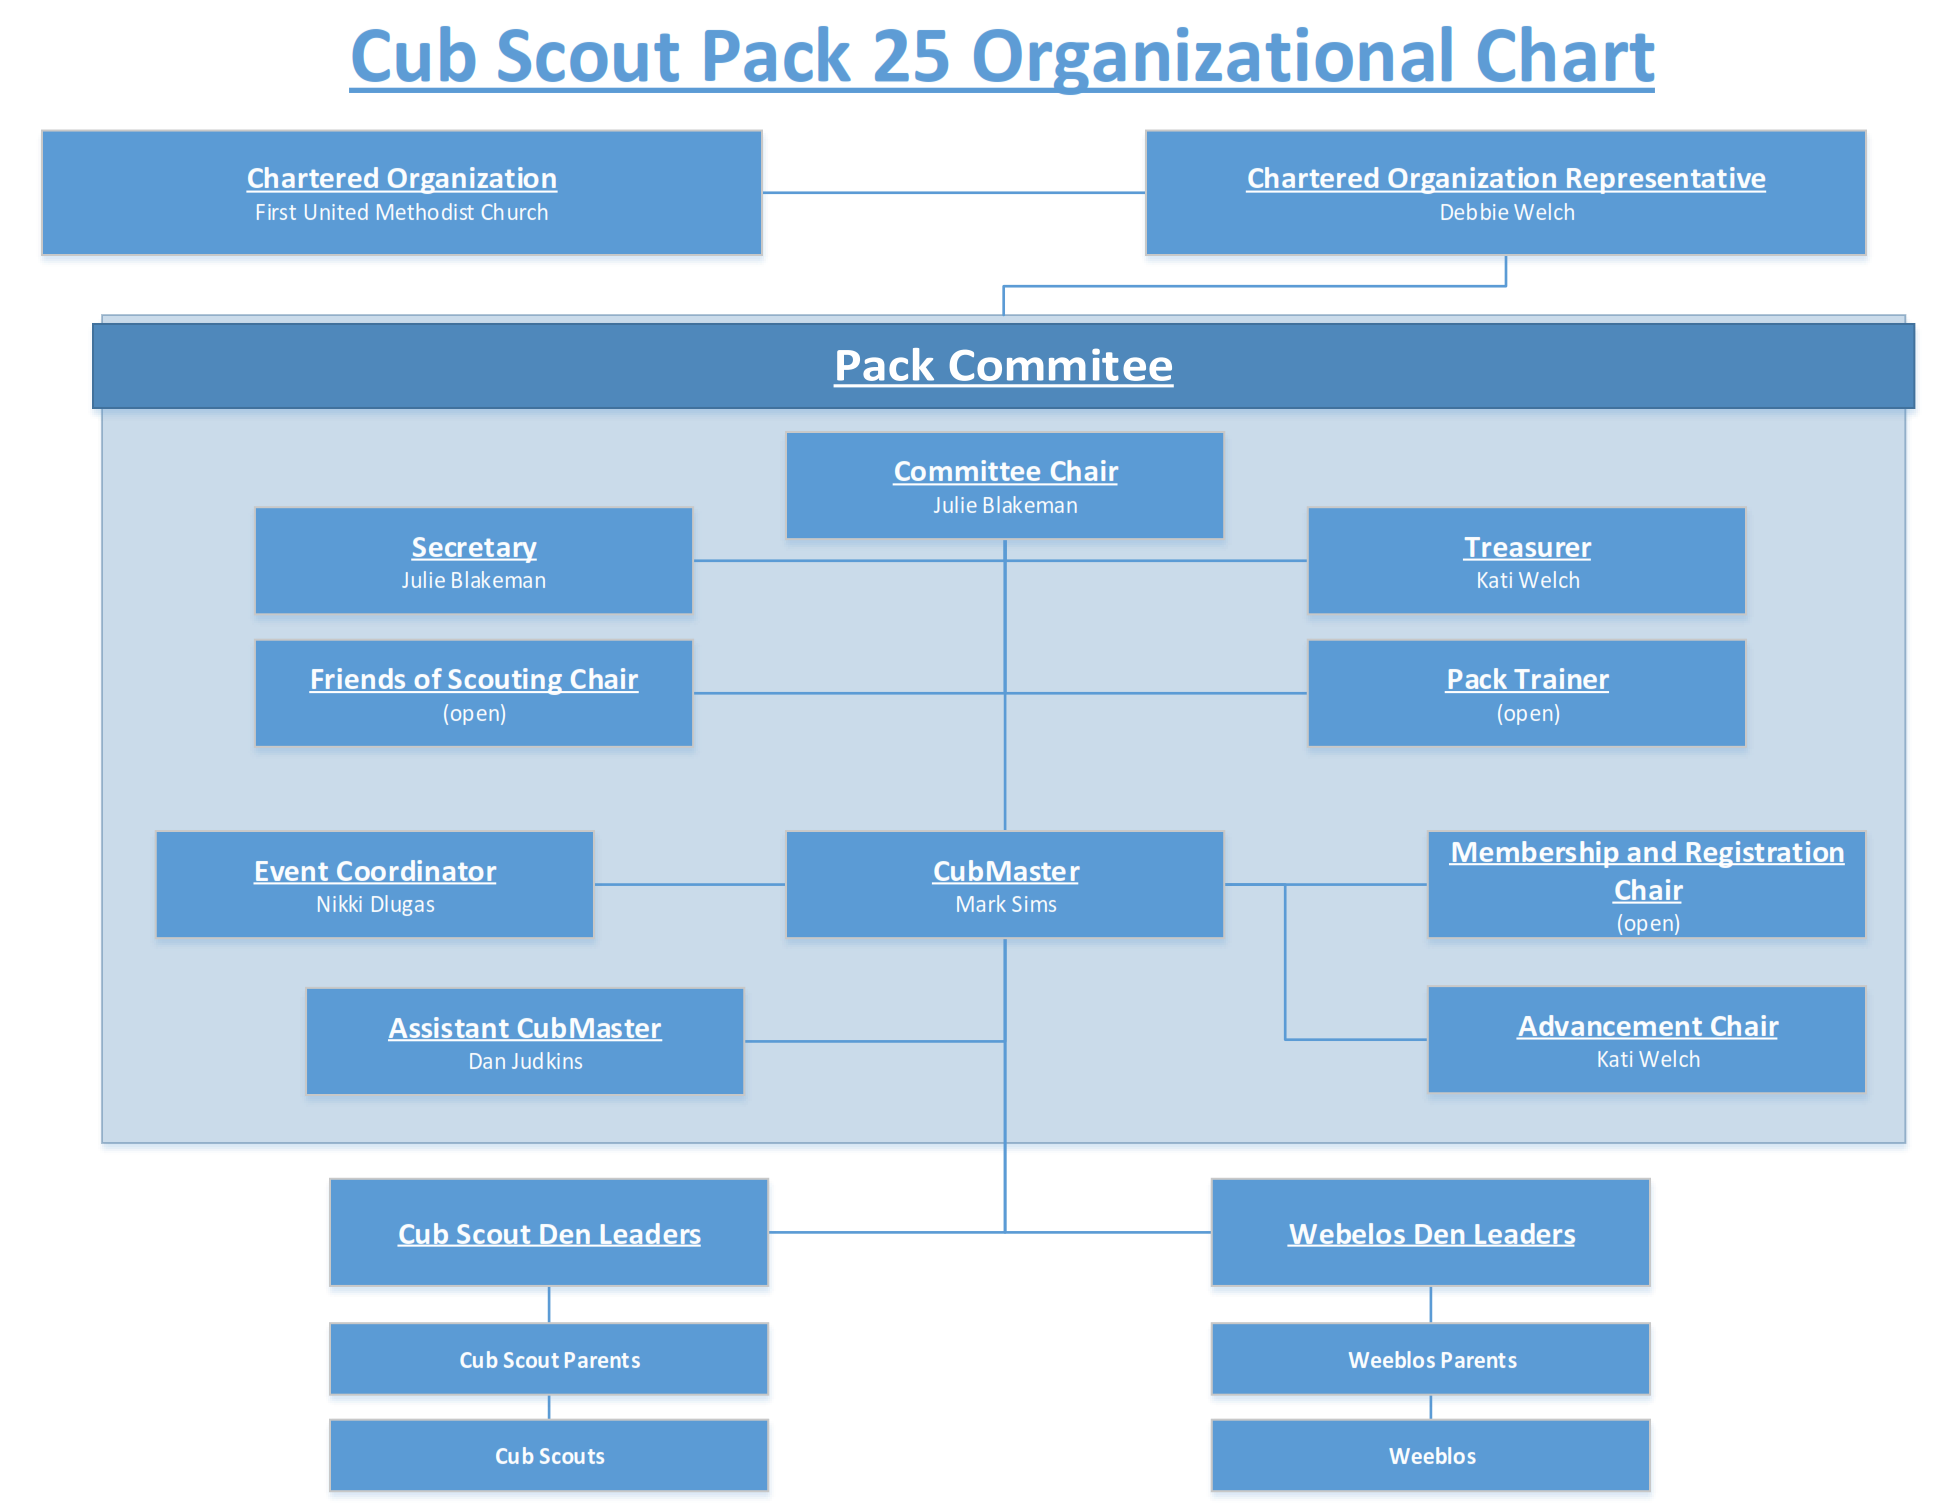 Cub Scout Pack 25 Organizational Chart
Chartered Organization
First United Methodist Church
Chartered Organization Representative
Debbie Welch
Pack Commitee
Committee Chair
Julie Blakeman
Secretary
Julie Blakeman
Treasurer
Kati Welch
Friends of Scouting Chair
(open)
Pack Trainer
(open)
Event Coordinator
Nikki Dlugas
CubMaster
Mark Sims
Membership and Registration
Chair
(open)
Assistant CubMaster
Dan Judkins
Advancement Chair
Kati Welch
Cub Scout Den Leaders
Webelos Den Leaders
Cub Scout Parents
Weeblos Parents
Cub Scouts
Weeblos